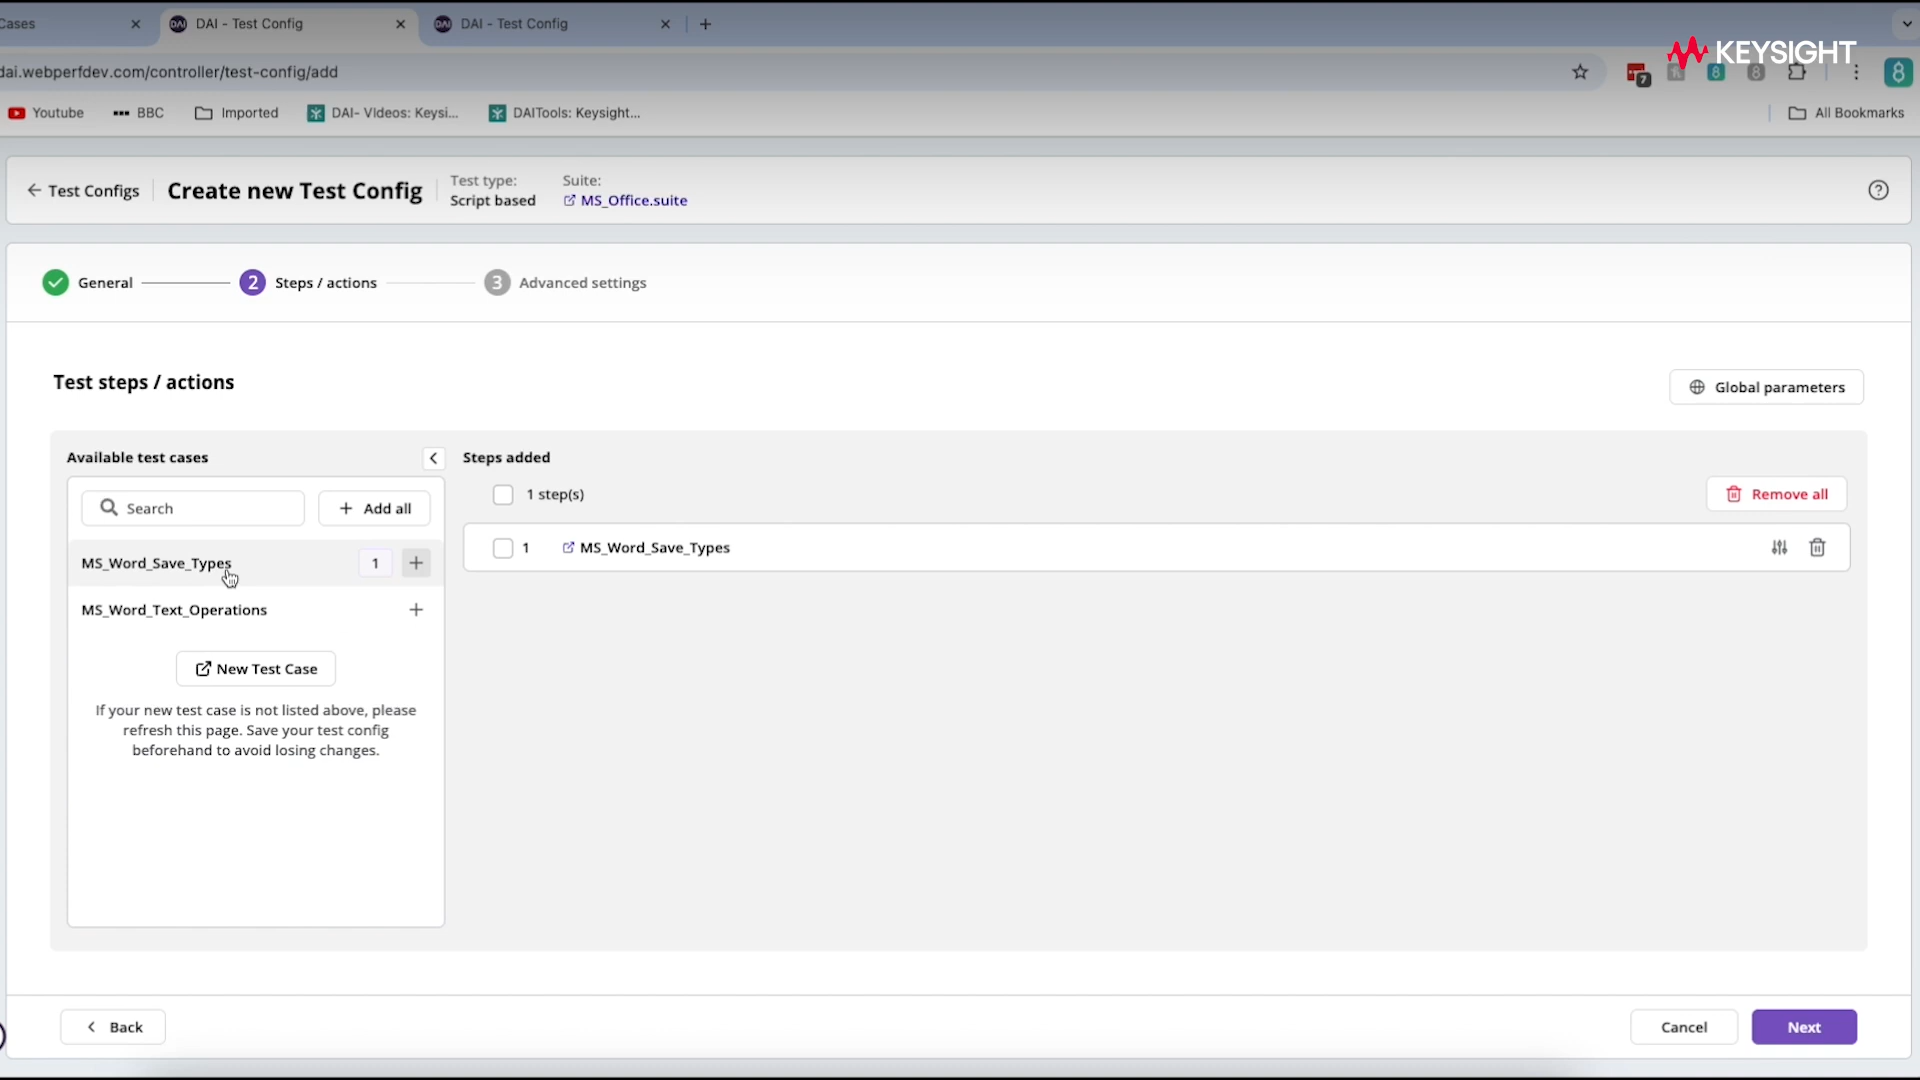 Cases
DAI - Test Config
DAI - Test Config
KEYSIGHT
dai.webperfdev.com/controller/test-config/add
7
8
8
8
Youtube
BBC
Imported
DAI- VIdeos: Keysi...
DAITools: Keysight...
All Bookmarks
Test Configs
Create new Test Config
Test type:
Script based
Suite:
MS_Office.suite
General
2 Steps / actions
3 Advanced settings
Test steps / actions
Global parameters
Available test cases
Search
Add all
MS_Word_Save_Types 1
MS_Word_Text_Operations
New Test Case
If your new test case is not listed above, please
refresh this page. Save your test config
beforehand to avoid losing changes.
Steps added
1 step(s)
Remove all
1 MS_Word_Save_Types
Back
Cancel
Next